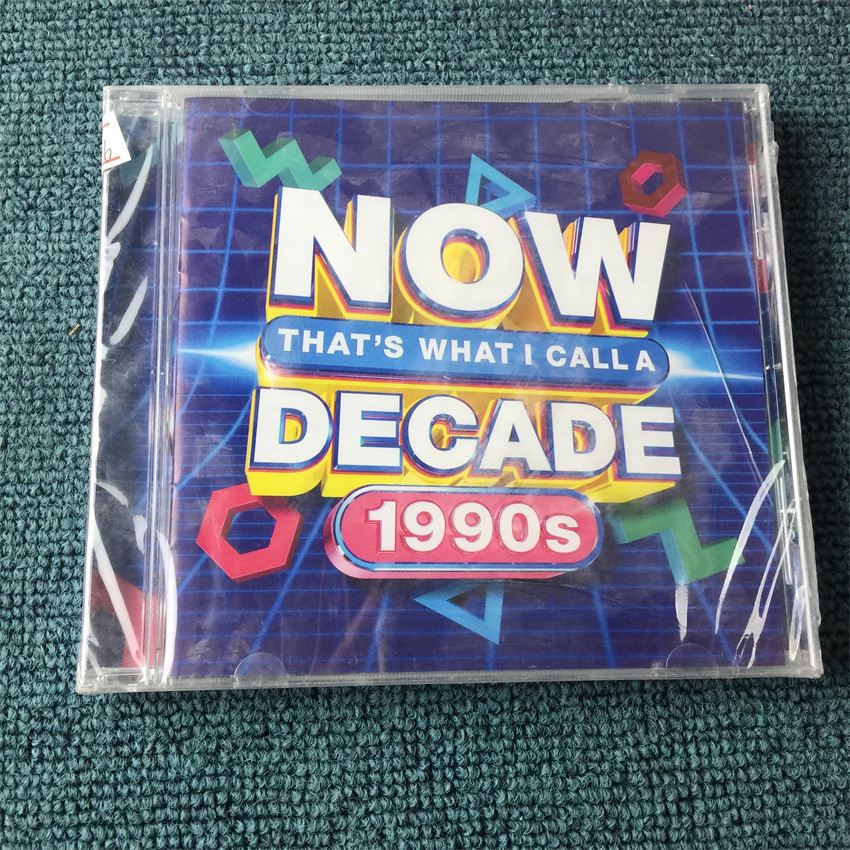 NOW
THAT'S WHAT I CALL A
DECADE
1990s